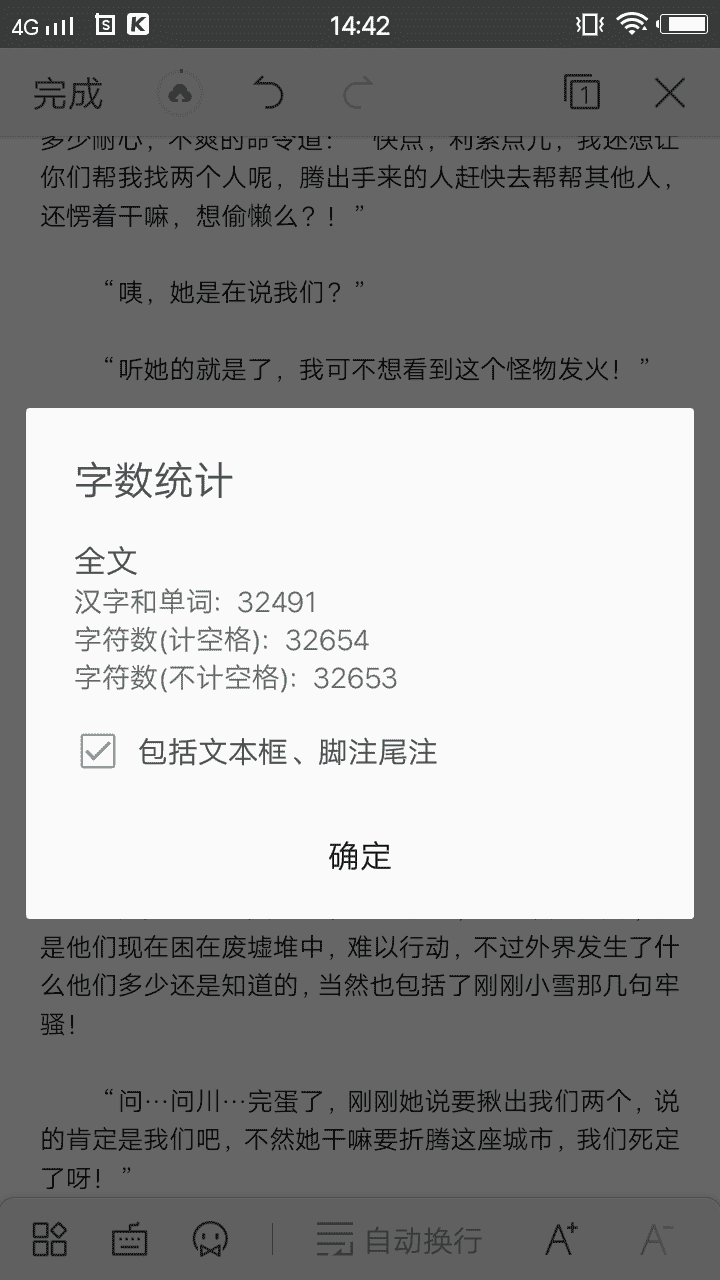 4G 14:42
完成 1
多少耐心，不爽的命令道：“快点，利索点儿，我还想让
你们帮我找两个人呢，腾出手来的人赶快去帮帮其他人，
还愣着干嘛，想偷懒么？！”
“咦，她是在说我们？”
“听她的就是了，我可不想看到这个怪物发火！”
字数统计
全文
汉字和单词: 32491
字符数(计空格): 32654
字符数(不计空格): 32653
包括文本框、脚注尾注
确定
是他们现在困在废墟堆中，难以行动，不过外界发生了什
么他们多少还是知道的，当然也包括了刚刚小雪那几句牢
骚！
“问…问川…完蛋了，刚刚她说要揪出我们两个，说
的肯定是我们吧，不然她干嘛要折腾这座城市，我们死定
了呀！”
自动换行 A+ A-